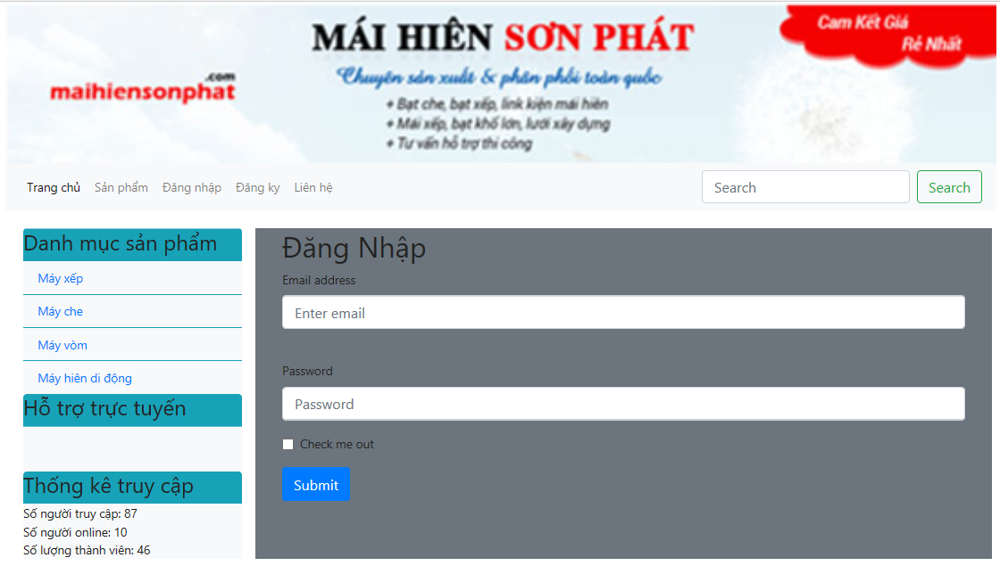 MÁI HIÊN SƠN PHÁT
Cam Kết Giá
Rẻ Nhất
Chuyên sản xuất & phân phối toàn quốc
maihiensonphat.com
+ Bạt che, bạt xếp, link kiện mái hiên
+ Mái xếp, bạt khổ lớn, lưới xây dựng
+ Tư vấn hỗ trợ thi công
Trang chủ Sản phẩm Đăng nhập Đăng ky Liên hệ Search Search
Danh mục sản phẩm
Máy xếp
Máy che
Máy vòm
Máy hiên di động
Hỗ trợ trực tuyến
Thống kê truy cập
Số người truy cập: 87
Số người online: 10
Số lượng thành viên: 46
Đăng Nhập
Email address
Enter email
Password
Password
Check me out
Submit